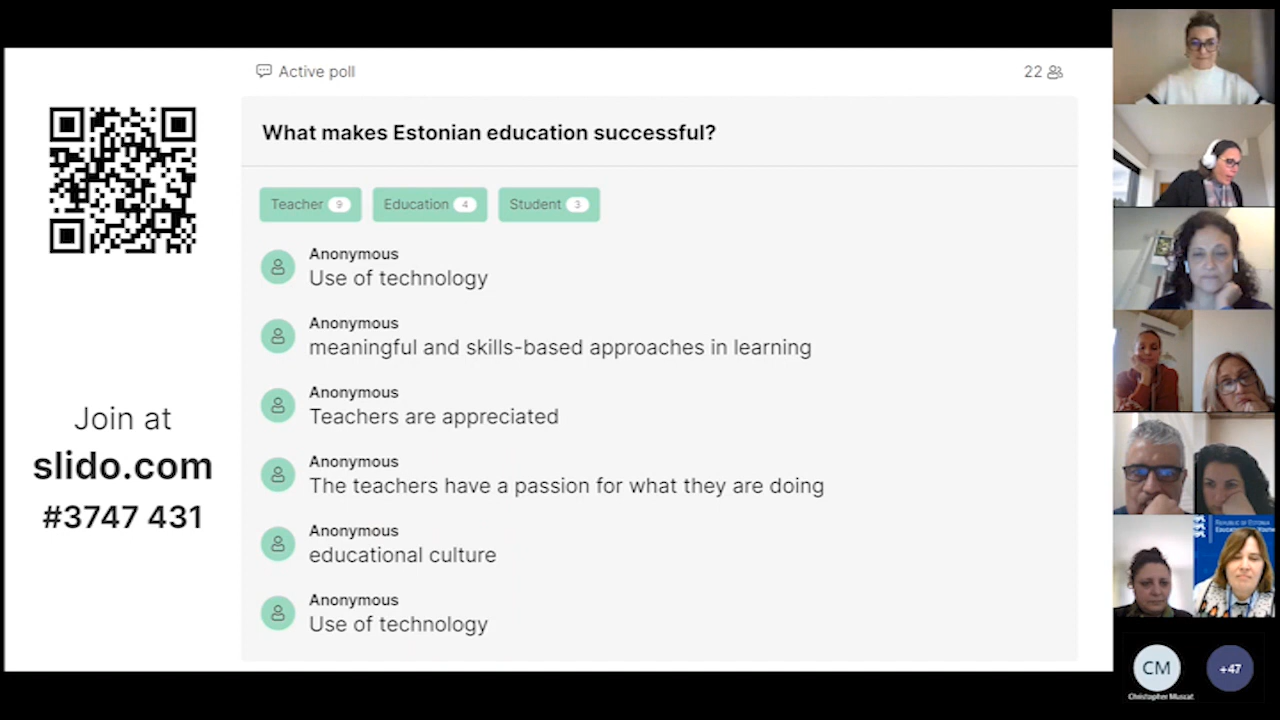 Active poll
22
What makes Estonian education successful?
Teacher 9
Education 4
Student 3
Anonymous
Use of technology
Anonymous
meaningful and skills-based approaches in learning
Anonymous
Teachers are appreciated
Anonymous
The teachers have a passion for what they are doing
Anonymous
educational culture
Anonymous
Use of technology
Join at
slido.com
#3747 431
REPUBLIC OF ESTONIA
CM
Christopher Muscat
+47